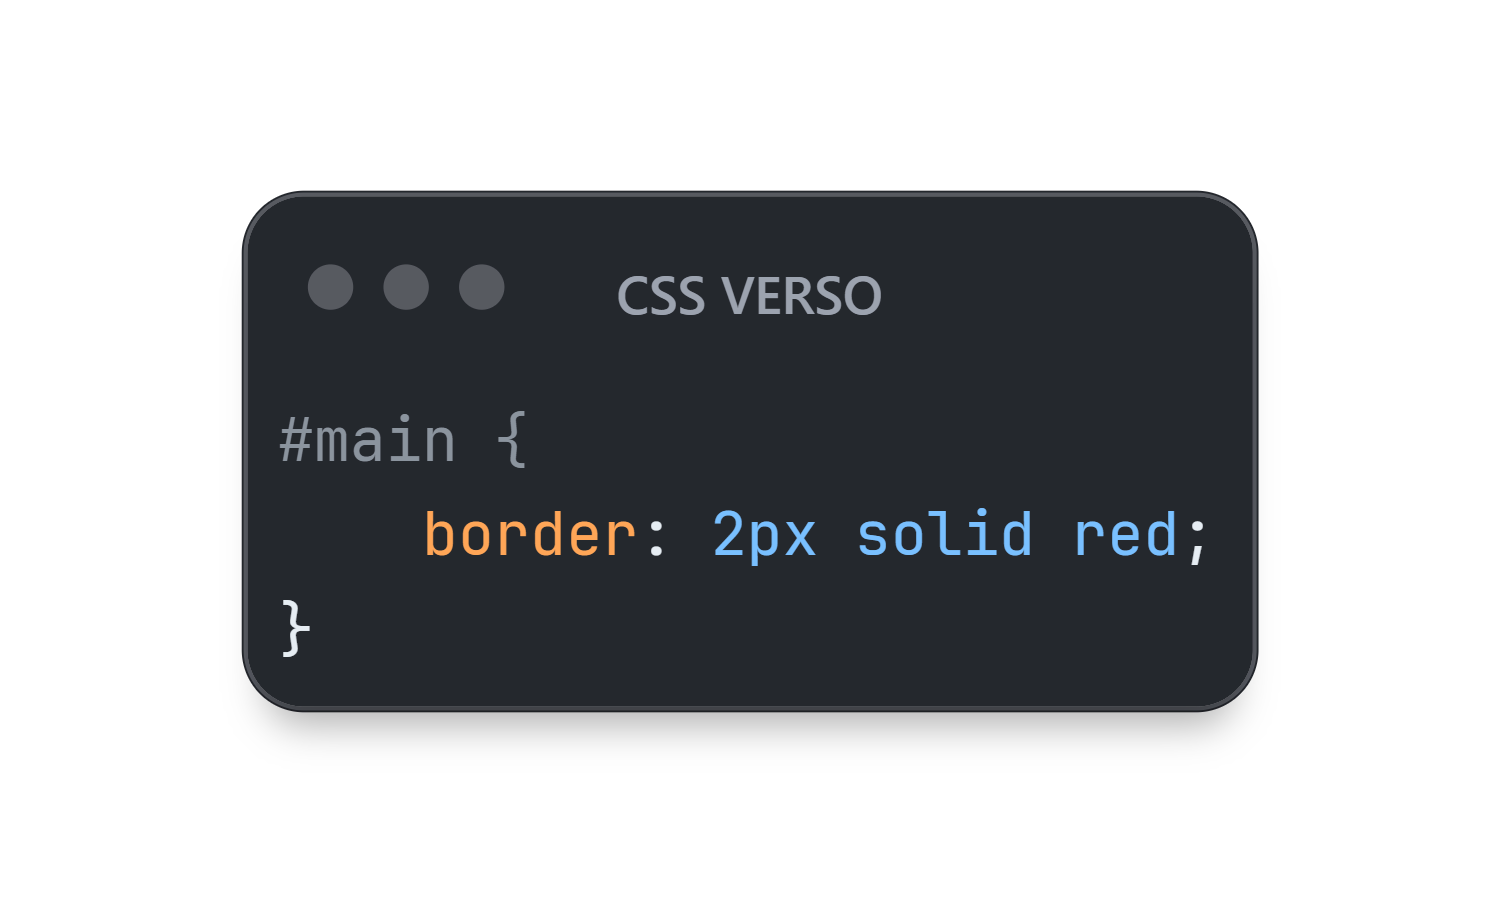 CSS VERSO
#main {
    border: 2px solid red;
}